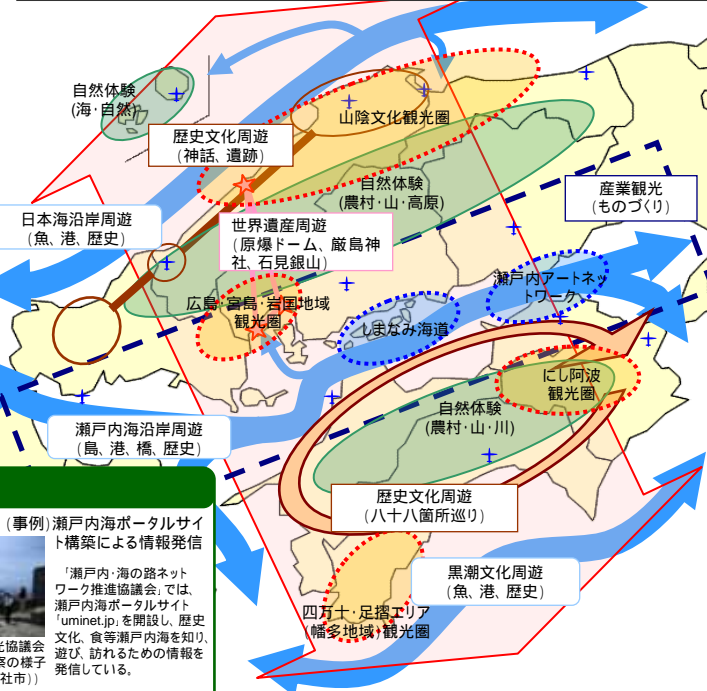 自然体験
(海・自然)
山陰文化観光圏
歴史文化周遊
(神話、遺跡)
自然体験
(農村・山・高原)
産業観光
(ものづくり)
日本海沿岸周遊
(魚、港、歴史)
世界遺産周遊
(原爆ドーム、厳島神
社、石見銀山)
瀬戸内アートネッ
トワーク
広島・宮島・岩国地域
観光圏
しまなみ海道
にし阿波
観光圏
自然体験
(農村・山・川)
瀬戸内海沿岸周遊
(島、港、橋、歴史)
歴史文化周遊
(八十八箇所巡り)
黒潮文化周遊
(魚、港、歴史)
四万十・足摺エリア
(幡多地域)観光圏
(事例)瀬戸内海ポータルサイ
ト構築による情報発信
「瀬戸内・海の路ネット
ワーク推進協議会」では、
瀬戸内海ポータルサイト
「uminet.jp」を開設し、歴史
文化、食等瀬戸内海を知り、
遊び、訪れるための情報を
発信している。
光協議会
察の様子
社市))